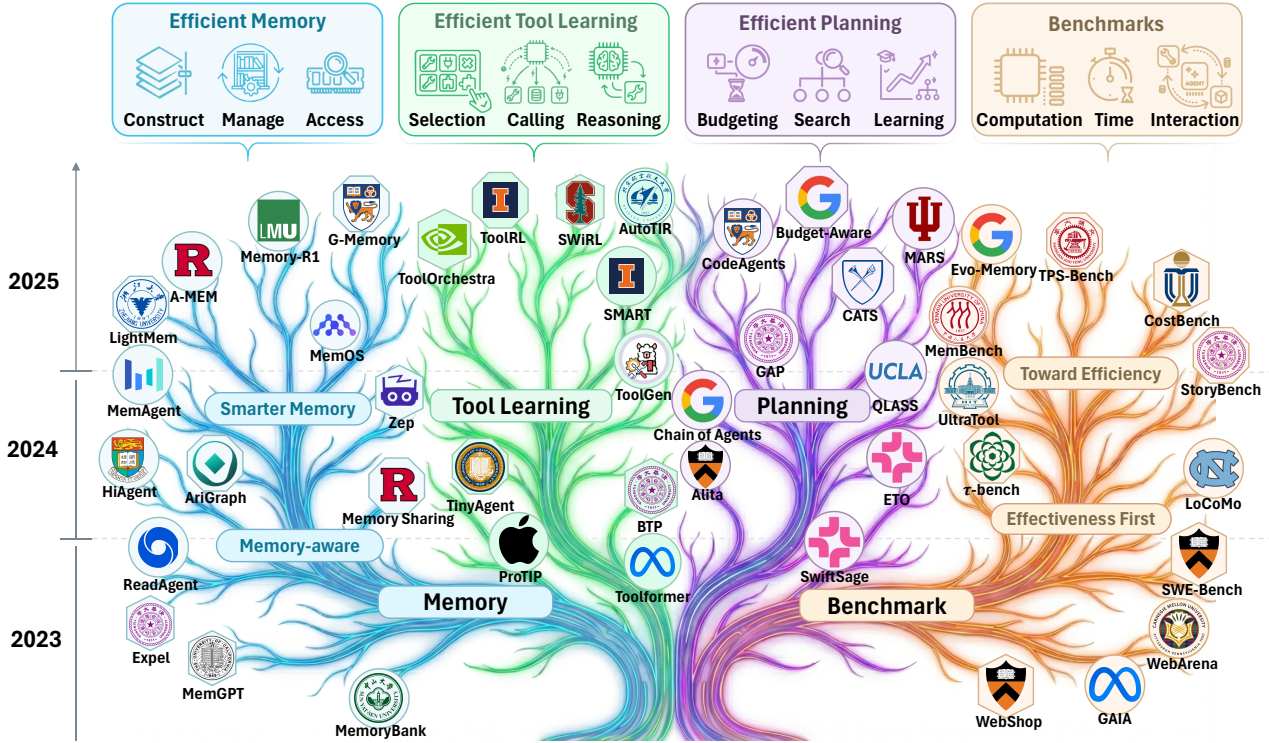 Efficient Memory
Construct Manage Access
Efficient Tool Learning
Selection Calling Reasoning
Efficient Planning
Budgeting Search Learning
Benchmarks
AGENT
Computation Time Interaction
2025
2024
2023
G-Memory
LMU
Memory-R1
R
A-MEM
LightMem
MemOS
MemAgent
Smarter Memory
Zep
HiAgent
AriGraph
R
Memory Sharing
Memory-aware
ReadAgent
Memory
Expel
MemGPT
MemoryBank
ToolRL
SWiRL
AutoTIR
ToolOrchestra
SMART
ToolGen
Tool Learning
TinyAgent
BTP
ProTIP
Toolformer
CodeAgents
Budget-Aware
MARS
CATS
GAP
UCLA
QLASS
Chain of Agents
Planning
Alita
ETO
SwiftSage
Evo-Memory
TPS-Bench
CostBench
MemBench
StoryBench
Toward Efficiency
UltraTool
τ-bench
LoCoMo
Effectiveness First
SWE-Bench
Benchmark
WebArena
WebShop
GAIA